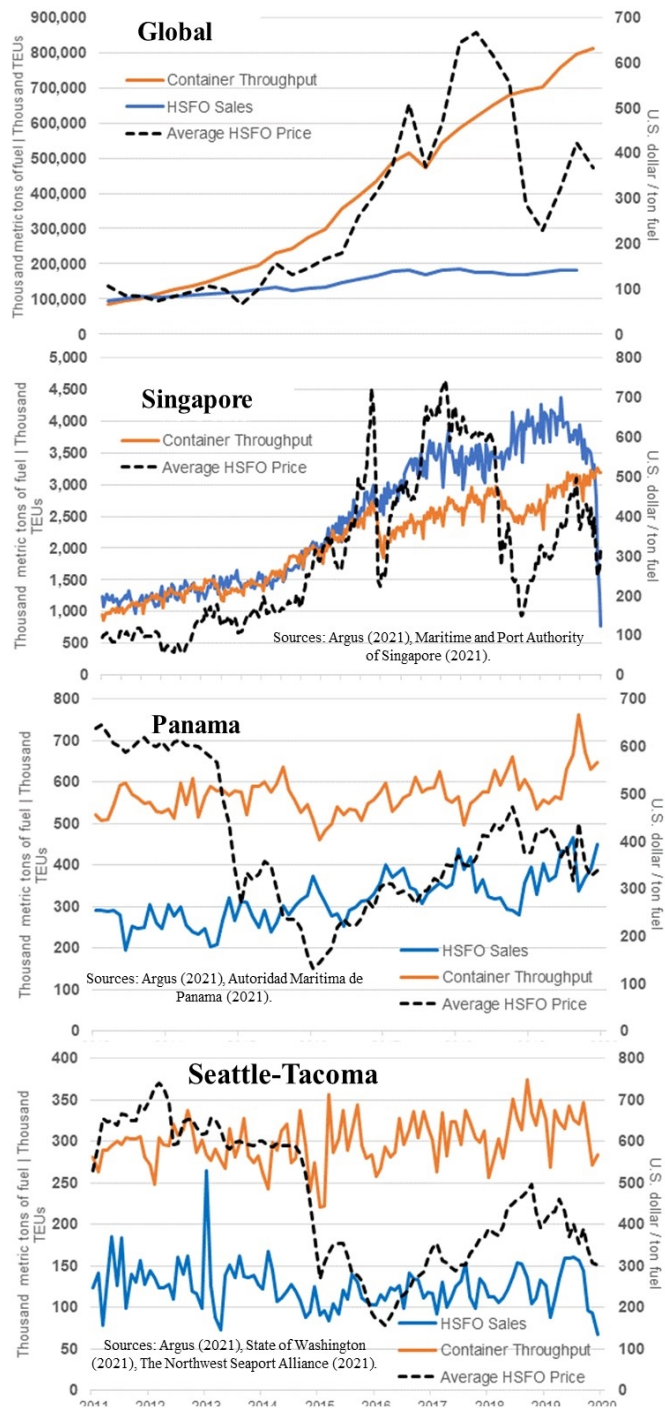 Global
Container Throughput
HSFO Sales
Average HSFO Price
Thousand metric tons of fuel | Thousand TEUs
U.S. dollar / ton fuel
900,000
800,000
700,000
600,000
500,000
400,000
300,000
200,000
100,000
0
700
600
500
400
300
200
100
0
Singapore
Container Throughput
Average HSFO Price
Thousand metric tons of fuel | Thousand
TEUs
U.S. dollar / ton fuel
5,000
4,500
4,000
3,500
3,000
2,500
2,000
1,500
1,000
500
0
800
700
600
500
400
300
200
100
0
Sources: Argus (2021), Maritime and Port Authority
of Singapore (2021).
Panama
Thousand metric tons of fuel | Thousand
TEUs
U.S. dollar / ton fuel
800
700
600
500
400
300
200
100
0
700
600
500
400
300
200
100
0
HSFO Sales
Container Throughput
Average HSFO Price
Sources: Argus (2021), Autoridad Maritima de
Panama (2021).
Seattle-Tacoma
Thousand metric tons of fuel | Thousand
TEUs
U.S. dollar / ton fuel
400
350
300
250
200
150
100
50
0
800
700
600
500
400
300
200
100
0
HSFO Sales
Container Throughput
Average HSFO Price
Sources: Argus (2021), State of Washington
(2021), The Northwest Seaport Alliance (2021).
2011 2012 2013 2014 2015 2016 2017 2018 2019 2020